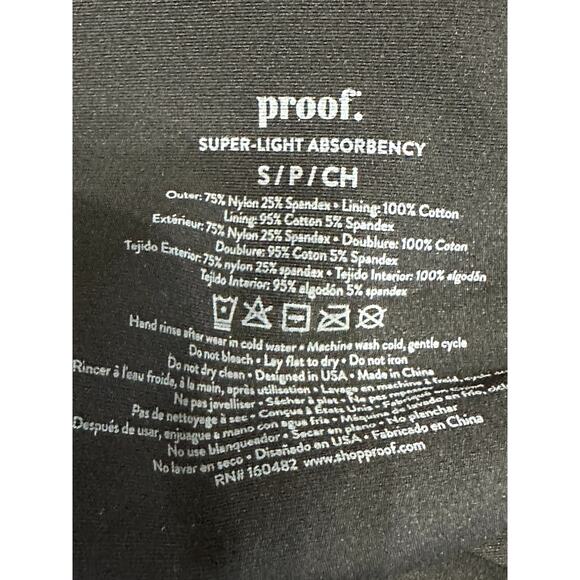 proof.
SUPER-LIGHT ABSORBENCY
S/P/CH
Outer: 75% Nylon 25% Spandex • Lining: 100% Cotton
Lining: 95% Cotton 5% Spandex
Extérieur: 75% Nylon 25% Spandex • Doublure: 100% Coton
Doublure: 95% Coton 5% Spandex
Tejido Exterior: 75% nylon 25% spandex • Tejido Interior: 100% algodón
Tejido Interior: 95% algodón 5% spandex
Hand rinse after wear in cold water • Machine wash cold, gentle cycle
Do not bleach • Lay flat to dry • Do not iron
Do not dry clean • Designed in USA • Made in China
Rincer à l'eau froide, à la main, après utilisation • Lavage en machine à froid,
Ne pas javelliser • Sécher à plat • Ne pas repasser
Pas de nettoyage à sec • Conçus à États Unis • Fabriqué
Después de usar, enjuague a mano con agua fría • Máquina de lavado en frío,
No use blanqueador • Secar en plano • No planchar
No lavar en seco • Diseñado en USA • Fabricado en China
RN# 160482 www.shopproof.com